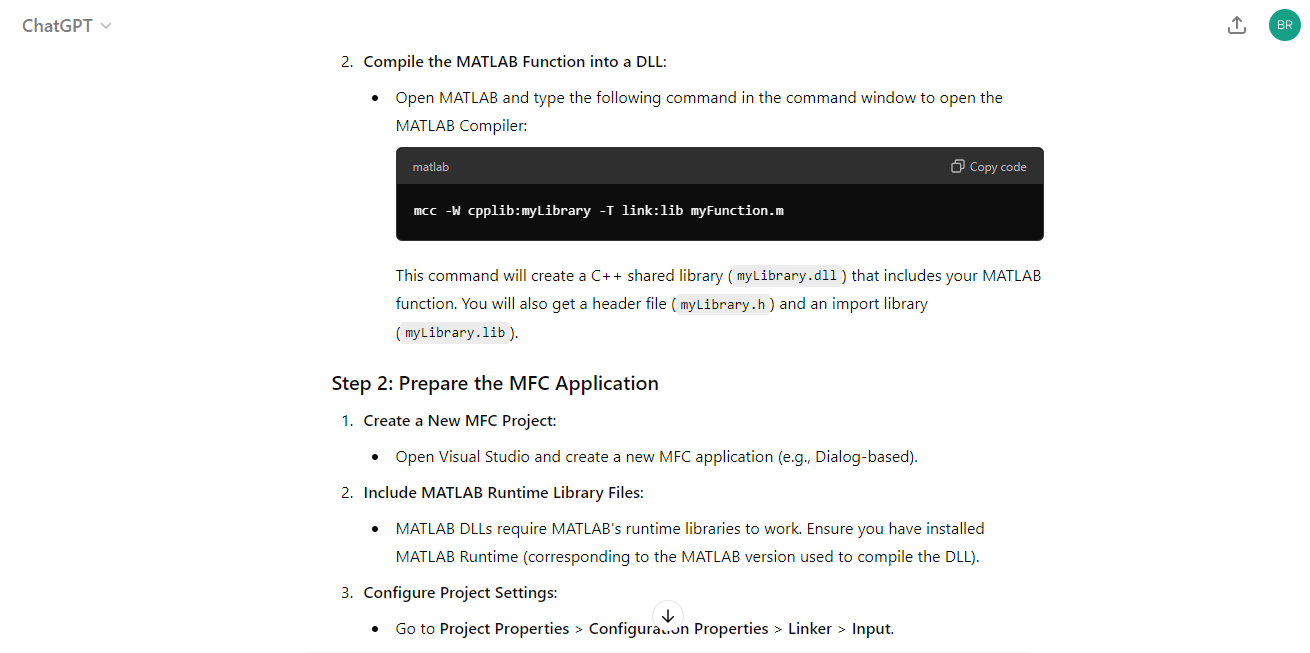 ChatGPT
BR
2. Compile the MATLAB Function into a DLL:
• Open MATLAB and type the following command in the command window to open the
MATLAB Compiler:
matlab
Copy code
mcc -W cpplib:myLibrary -T link:lib myFunction.m
This command will create a C++ shared library (myLibrary.dll) that includes your MATLAB
function. You will also get a header file (myLibrary.h) and an import library
(myLibrary.lib).
Step 2: Prepare the MFC Application
1. Create a New MFC Project:
• Open Visual Studio and create a new MFC application (e.g., Dialog-based).
2. Include MATLAB Runtime Library Files:
• MATLAB DLLs require MATLAB's runtime libraries to work. Ensure you have installed
MATLAB Runtime (corresponding to the MATLAB version used to compile the DLL).
3. Configure Project Settings:
• Go to Project Properties > Configuration Properties > Linker > Input.